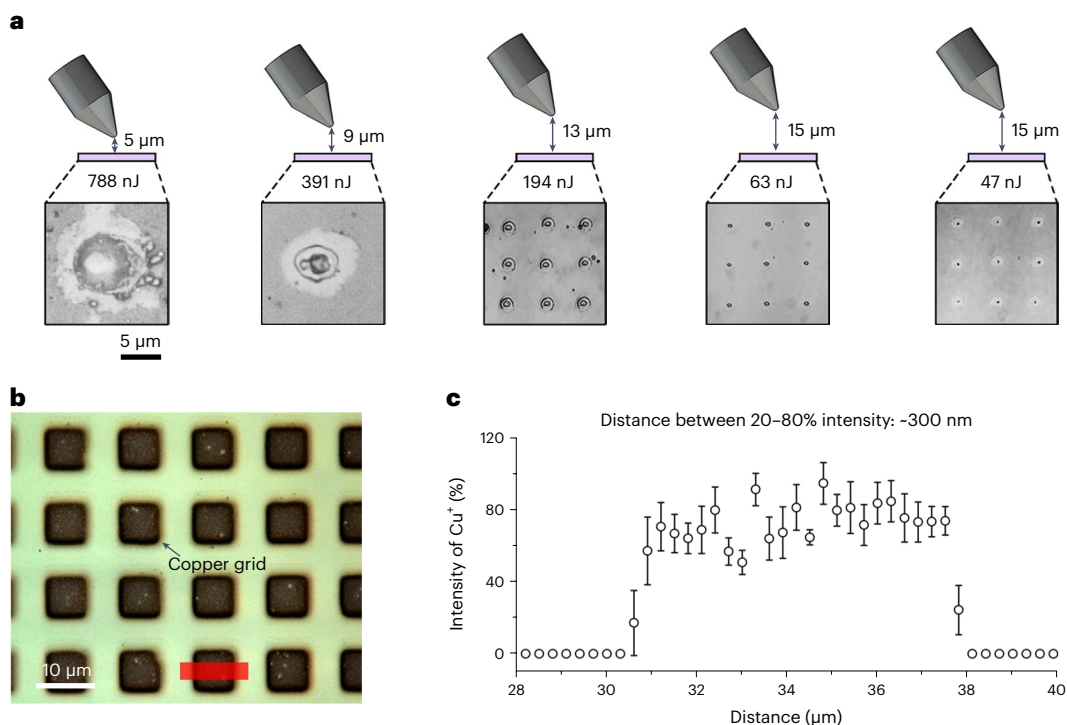 a
5 µm
9 µm
13 µm
15 µm
15 µm
788 nJ
391 nJ
194 nJ
63 nJ
47 nJ
5 µm
b
Copper grid
10 µm
c
Distance between 20–80% intensity: ~300 nm
120
80
40
0
Intensity of Cu⁺ (%)
28
30
32
34
36
38
40
Distance (µm)